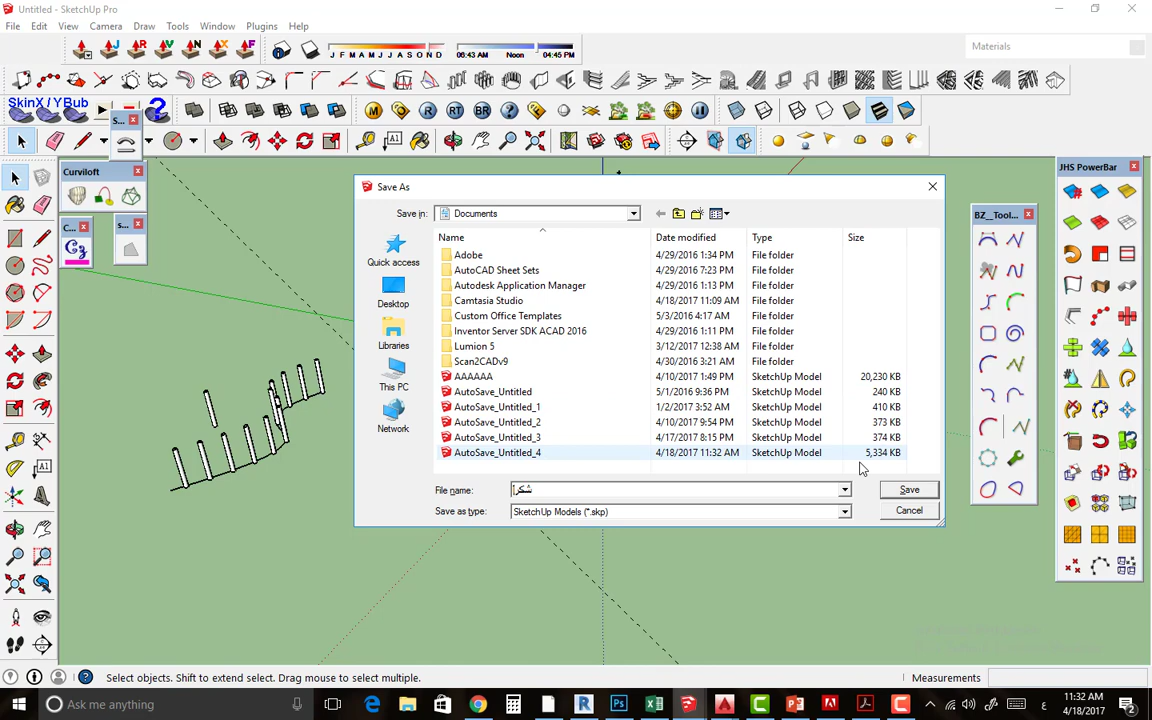 Untitled - SketchUp Pro
File Edit View Camera Draw Tools Window Plugins Help
J F M A M J J A S O N D 06:43 AM Noon 04:45 PM
Materials
SkinX / YBub
S...
Curviloft
C...
s...
JHS PowerBar
BZ__Tool...
Save As
Save in: Documents
Name Date modified Type Size
Adobe 4/29/2016 1:34 PM File folder
AutoCAD Sheet Sets 4/29/2016 7:23 PM File folder
Autodesk Application Manager 4/29/2016 1:13 PM File folder
Camtasia Studio 4/18/2017 11:09 AM File folder
Custom Office Templates 5/3/2016 4:17 AM File folder
Inventor Server SDK ACAD 2016 4/29/2016 1:11 PM File folder
Lumion 5 3/12/2017 12:38 AM File folder
Scan2CADv9 4/30/2016 3:21 AM File folder
AAAAAA 4/10/2017 1:49 PM SketchUp Model 20,230 KB
AutoSave_Untitled 5/1/2016 9:36 PM SketchUp Model 240 KB
AutoSave_Untitled_1 1/2/2017 3:52 AM SketchUp Model 410 KB
AutoSave_Untitled_2 4/10/2017 9:54 PM SketchUp Model 373 KB
AutoSave_Untitled_3 4/17/2017 8:15 PM SketchUp Model 374 KB
AutoSave_Untitled_4 4/18/2017 11:32 AM SketchUp Model 5,334 KB
Quick access
Desktop
Libraries
This PC
Network
File name: شكرا
Save
Save as type: SketchUp Models (*.skp)
Cancel
Select objects. Shift to extend select. Drag mouse to select multiple.
Measurements
Ask me anything
ع
11:32 AM
4/18/2017